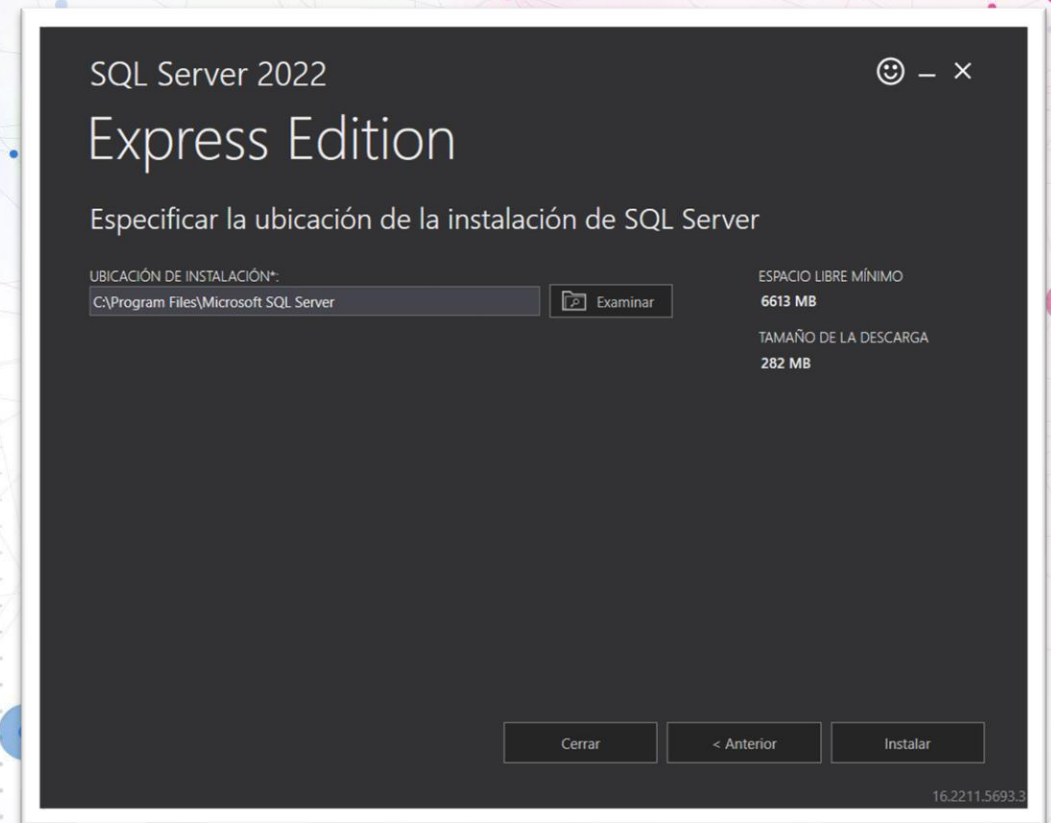 SQL Server 2022
Express Edition
Especificar la ubicación de la instalación de SQL Server
UBICACIÓN DE INSTALACIÓN*:
C:\Program Files\Microsoft SQL Server
Examinar
ESPACIO LIBRE MÍNIMO
6613 MB
TAMAÑO DE LA DESCARGA
282 MB
Cerrar
< Anterior
Instalar
16.2211.5693.3